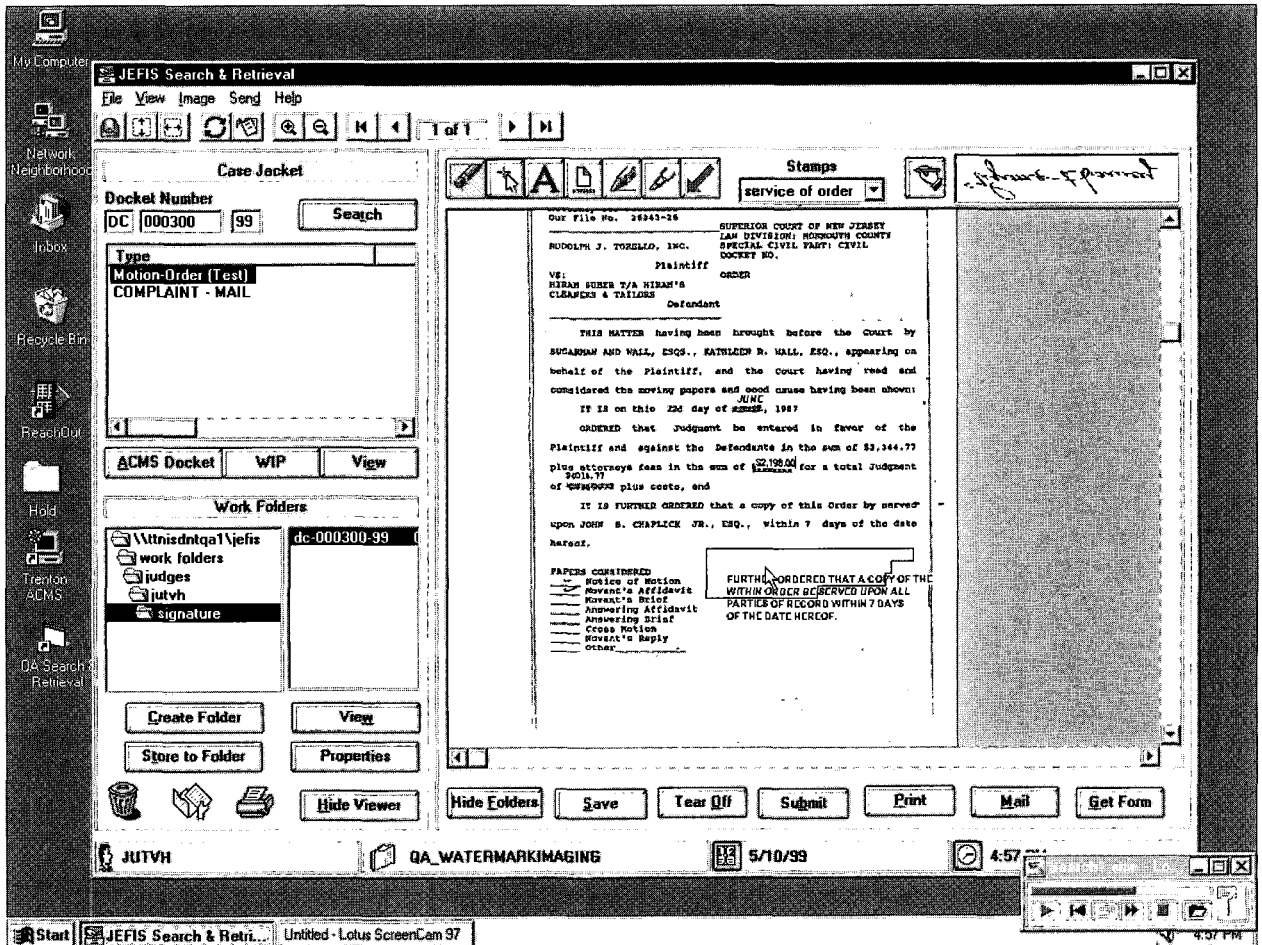 My Computer
Network
Neighborhood
Inbox
Recycle Bin
ReachOut
Hold
Trenton
ACMS
QA Search
Retrieval
JEFIS Search & Retrieval
File View Image Send Help
1 of 1
Case Jacket
Docket Number
DC 000300 99 Search
Type
Motion-Order (Test)
COMPLAINT - MAIL
ACMS Docket WIP View
Work Folders
\\ttnisdntqa1\jefis
work folders
judges
jutvh
signature
dc-000300-99
Create Folder View
Store to Folder Properties
Hide Viewer
Stamps
service of order
Our File No. 26243-26
SUPERIOR COURT OF NEW JERSEY
LAW DIVISION: MONMOUTH COUNTY
SPECIAL CIVIL PART: CIVIL
DOCKET NO.
RUDOLPH J. TORELLO, INC.
Plaintiff
VS: ORDER
HIRAM SUBER T/A HIRAM'S
CLEANERS & TAILORS
Defendant
THIS MATTER having been brought before the Court by
SUGARMAN AND WALL, ESQS., KATHLEEN R. WALL, ESQ., appearing on
behalf of the Plaintiff, and the Court having read and
considered the moving papers and good cause having been shown:
JUNE
IT IS on this 22d day of , 1987
ORDERED that Judgment be entered in favor of the
Plaintiff and against the Defendants in the sum of $3,344.77
plus attorneys fees in the sum of $2,198.00 for a total Judgment
of plus costs, and
IT IS FURTHER ORDERED that a copy of this Order by served
upon JOHN S. CHAPLICK JR., ESQ., within 7 days of the date
hereof.
PAPERS CONSIDERED
Notice of Motion
Movant's Affidavit
Movant's Brief
Answering Affidavit
Answering Brief
Cross Motion
Movant's Reply
Other
FURTHER ORDERED THAT A COPY OF THE
WITHIN ORDER BE SERVED UPON ALL
PARTIES OF RECORD WITHIN 7 DAYS
OF THE DATE HEREOF.
Hide Folders Save Tear Off Submit Print Mail Get Form
JUTVH QA_WATERMARKIMAGING 5/10/99 4:57
Start JEFIS Search & Retri... Untitled - Lotus ScreenCam 97 4:57 PM